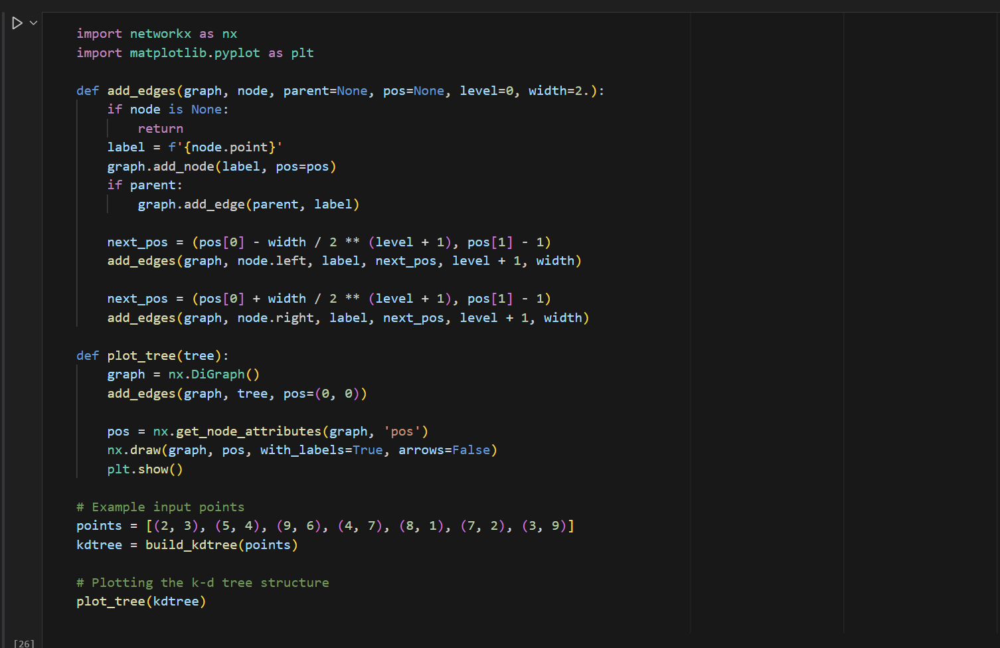 import networkx as nx
import matplotlib.pyplot as plt

def add_edges(graph, node, parent=None, pos=None, level=0, width=2.):
    if node is None:
        return
    label = f'{node.point}'
    graph.add_node(label, pos=pos)
    if parent:
        graph.add_edge(parent, label)

    next_pos = (pos[0] - width / 2 ** (level + 1), pos[1] - 1)
    add_edges(graph, node.left, label, next_pos, level + 1, width)

    next_pos = (pos[0] + width / 2 ** (level + 1), pos[1] - 1)
    add_edges(graph, node.right, label, next_pos, level + 1, width)

def plot_tree(tree):
    graph = nx.DiGraph()
    add_edges(graph, tree, pos=(0, 0))

    pos = nx.get_node_attributes(graph, 'pos')
    nx.draw(graph, pos, with_labels=True, arrows=False)
    plt.show()

# Example input points
points = [(2, 3), (5, 4), (9, 6), (4, 7), (8, 1), (7, 2), (3, 9)]
kdtree = build_kdtree(points)

# Plotting the k-d tree structure
plot_tree(kdtree)
[26]